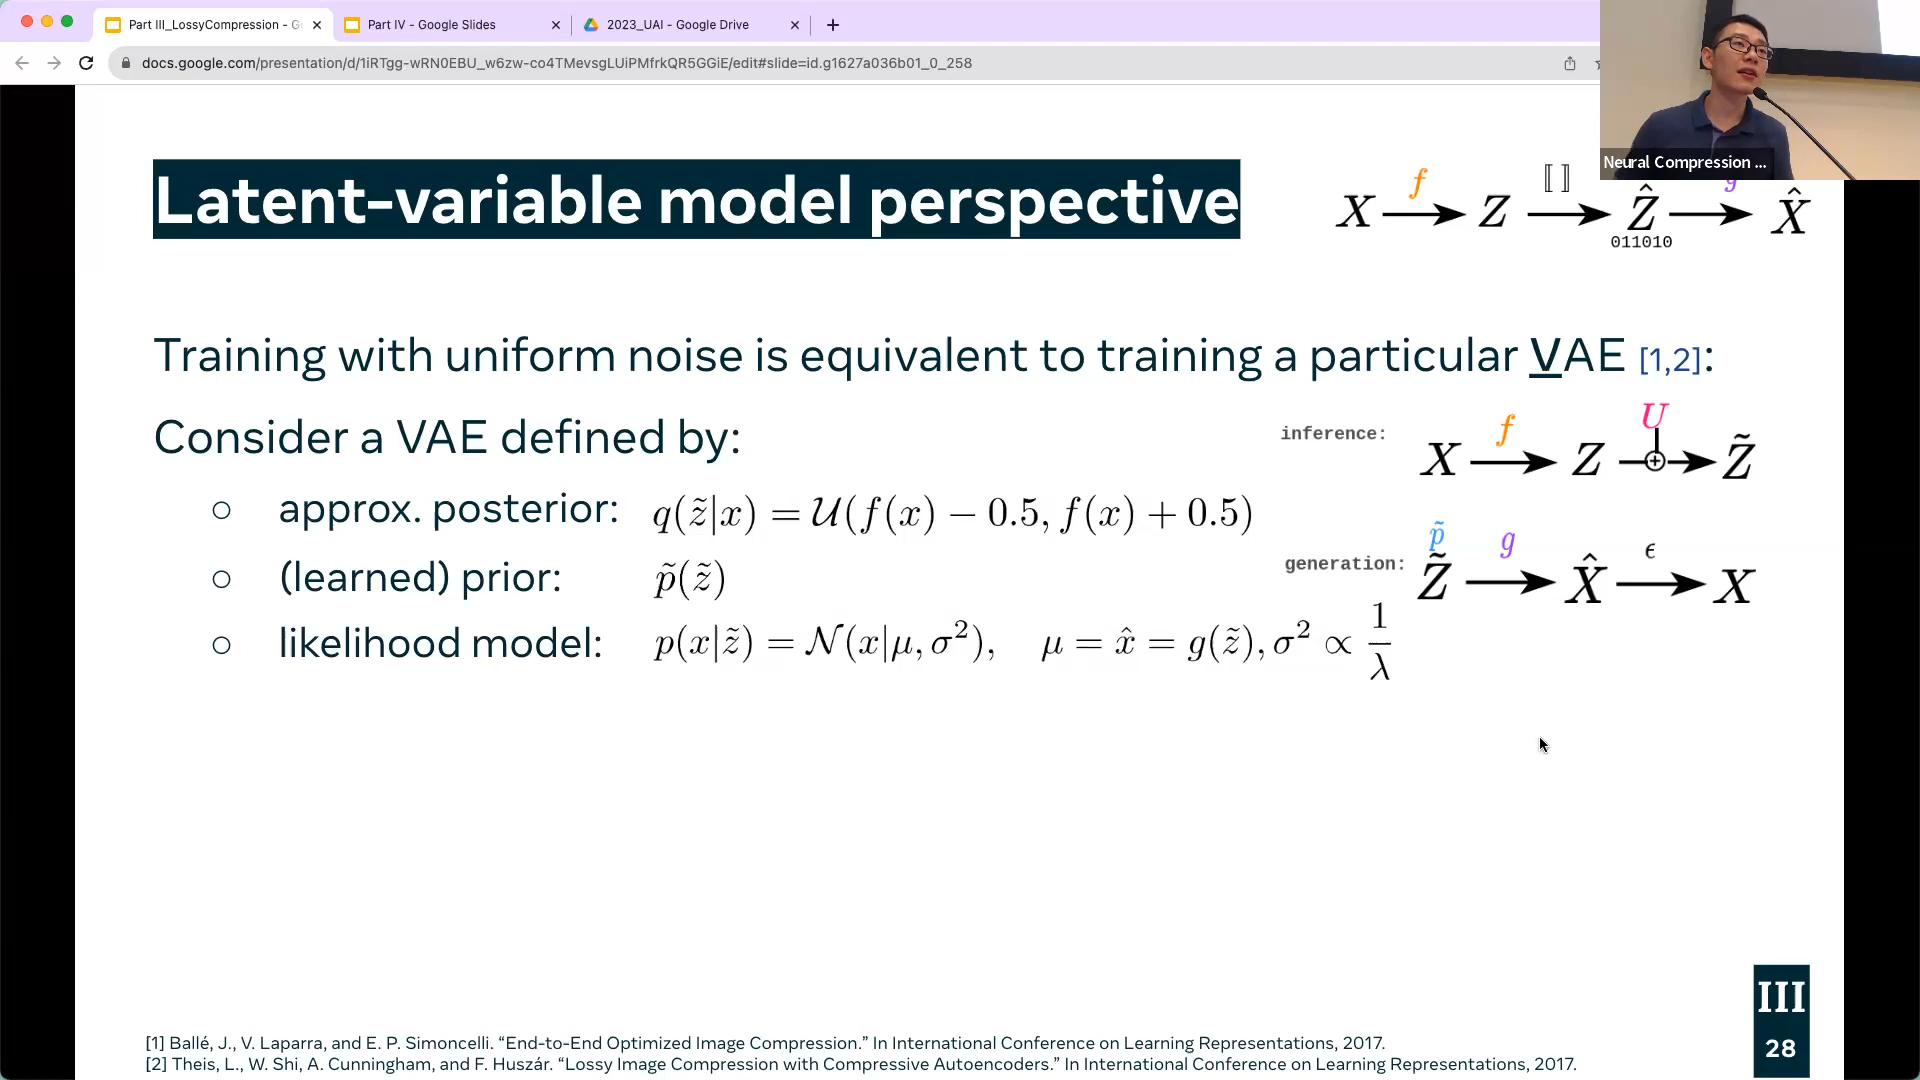 Part III_LossyCompression - G
Part IV - Google Slides
2023_UAI - Google Drive
docs.google.com/presentation/d/1iRTgg-wRN0EBU_w6zw-co4TMevsgLUiPMfrkQR5GGiE/edit#slide=id.g1627a036b01_0_258
Neural Compression ...
Latent-variable model perspective
X f Z [[ ]] Ẑ g X̂
011010
Training with uniform noise is equivalent to training a particular VAE [1,2]:
Consider a VAE defined by:
inference: X f Z U + Z̃
○ approx. posterior: q(z̃|x) = 𝒰(f(x) − 0.5, f(x) + 0.5)
generation: p̃ Z̃ g X̂ ϵ X
○ (learned) prior: p̃(z̃)
○ likelihood model: p(x|z̃) = 𝒩(x|μ, σ²), μ = x̂ = g(z̃), σ² ∝ 1/λ
III
28
[1] Ballé, J., V. Laparra, and E. P. Simoncelli. “End-to-End Optimized Image Compression.” In International Conference on Learning Representations, 2017.
[2] Theis, L., W. Shi, A. Cunningham, and F. Huszár. “Lossy Image Compression with Compressive Autoencoders.” In International Conference on Learning Representations, 2017.